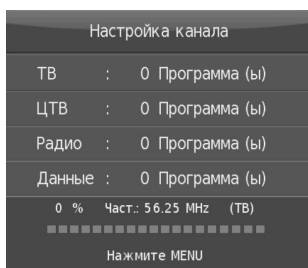 Настройка канала
ТВ : 0 Программа (ы)
ЦТВ : 0 Программа (ы)
Радио : 0 Программа (ы)
Данные : 0 Программа (ы)
0 % Част.: 56.25 MHz (ТВ)
Нажмите MENU